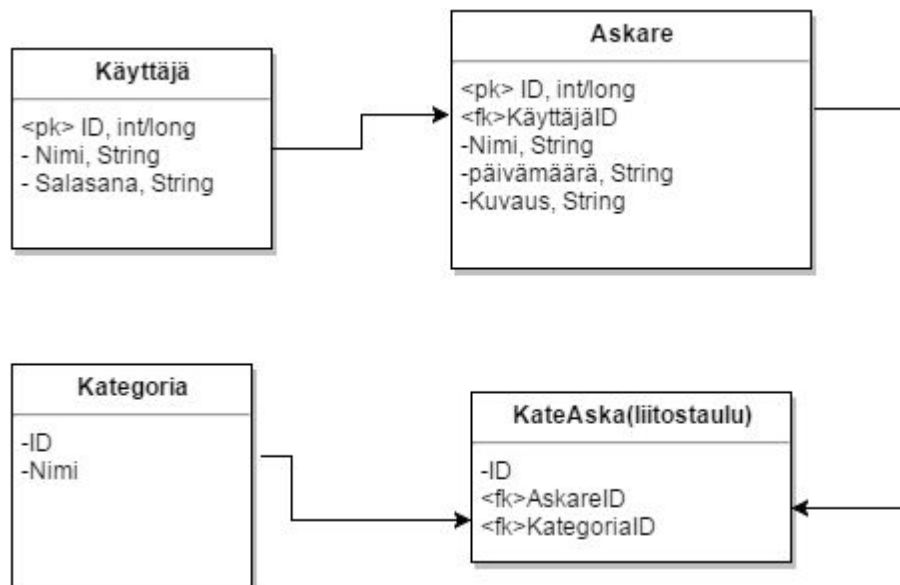 Käyttäjä
<pk> ID, int/long
- Nimi, String
- Salasana, String
Askare
<pk> ID, int/long
<fk>KäyttäjäID
-Nimi, String
-päivämäärä, String
-Kuvaus, String
Kategoria
-ID
-Nimi
KateAska(liitostaulu)
-ID
<fk>AskareID
<fk>KategoriaID